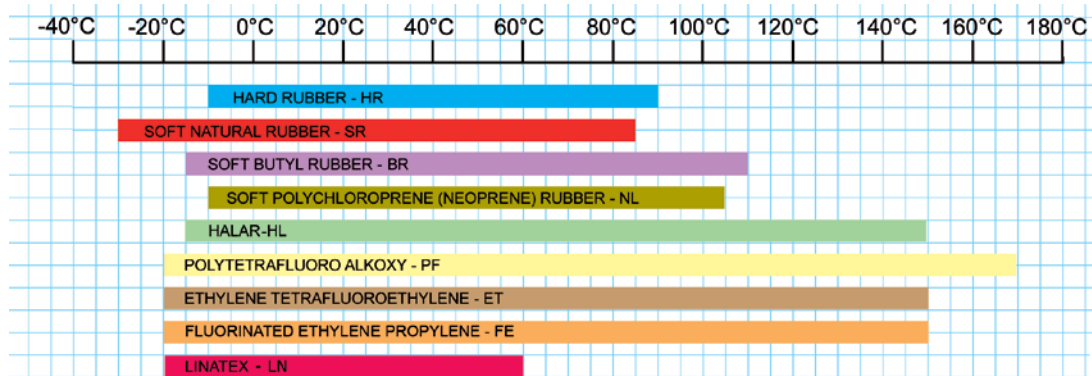 -40°C -20°C 0°C 20°C 40°C 60°C 80°C 100°C 120°C 140°C 160°C 180°C
HARD RUBBER - HR
SOFT NATURAL RUBBER - SR
SOFT BUTYL RUBBER - BR
SOFT POLYCHLOROPRENE (NEOPRENE) RUBBER - NL
HALAR-HL
POLYTETRAFLUORO ALKOXY - PF
ETHYLENE TETRAFLUOROETHYLENE - ET
FLUORINATED ETHYLENE PROPYLENE - FE
LINATEX - LN